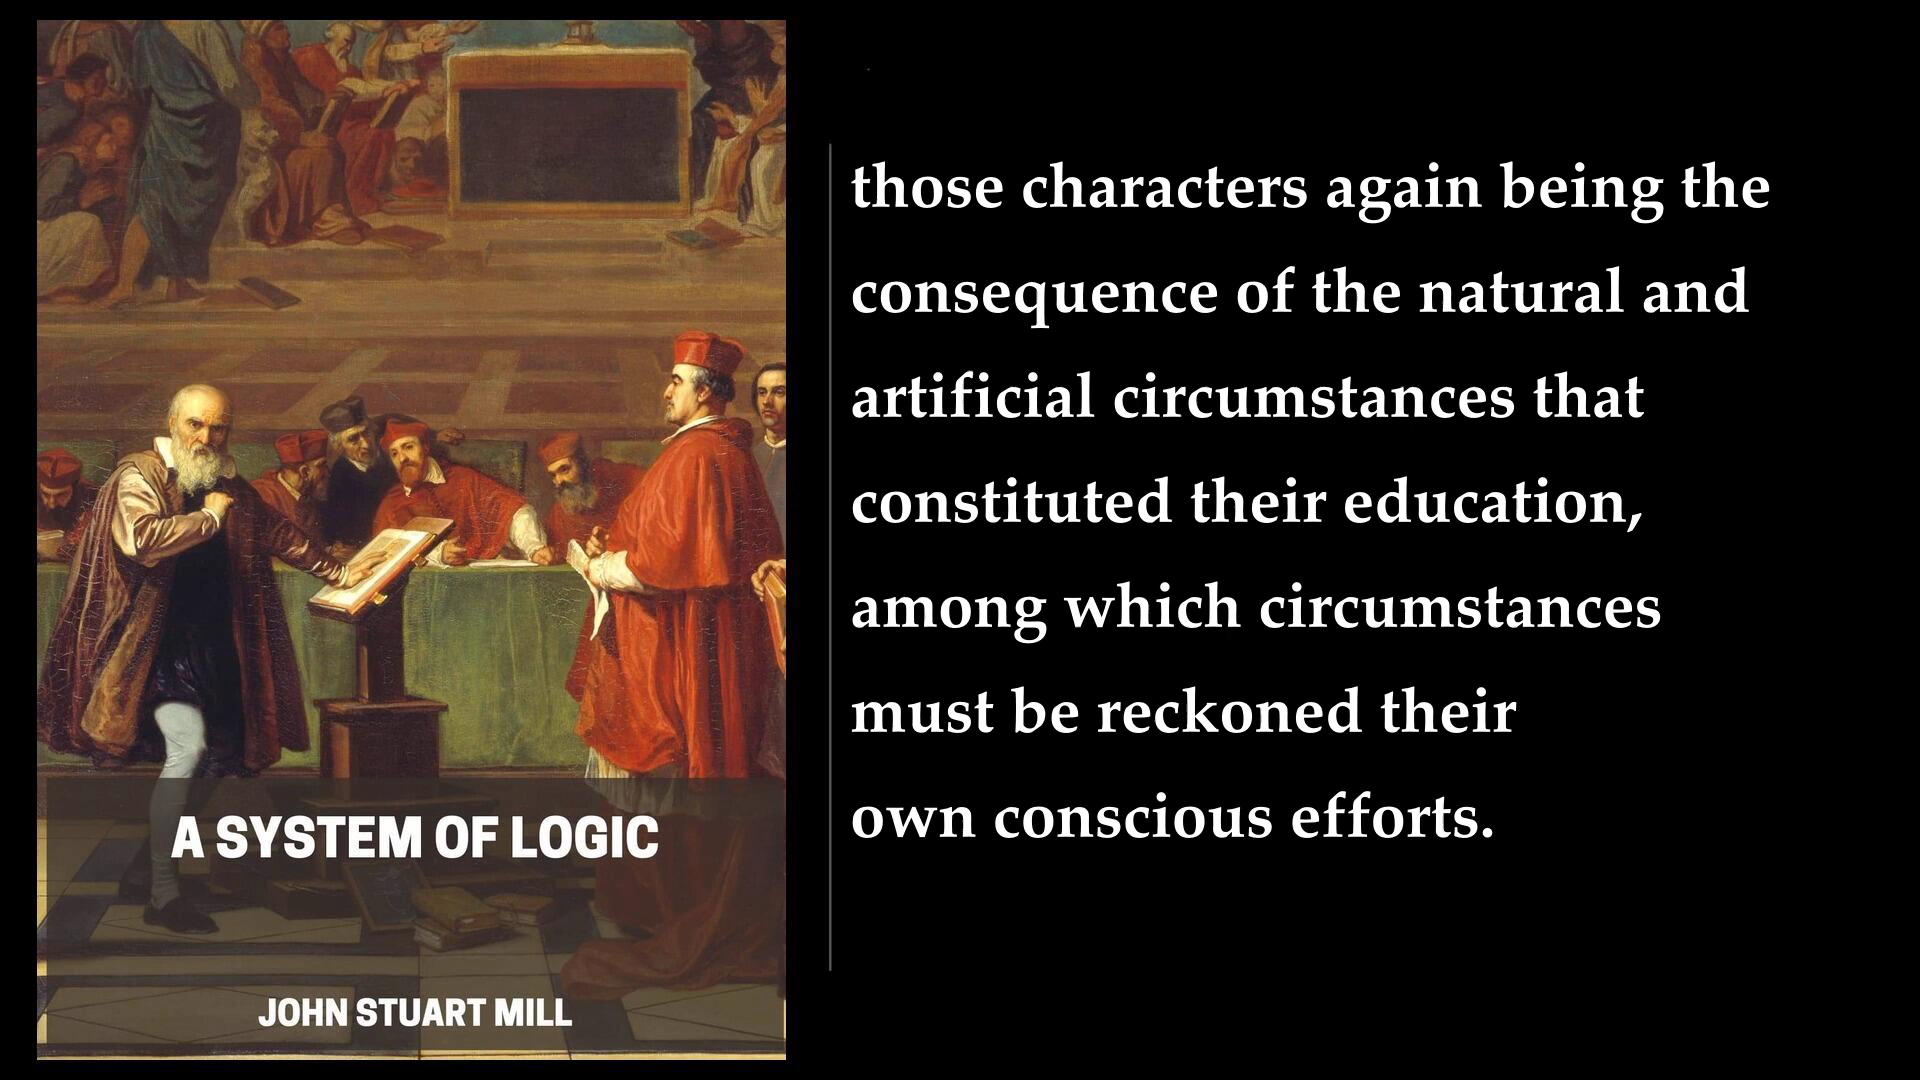 A SYSTEM OF LOGIC
JOHN STUART MILL
those characters again being the
consequence of the natural and
artificial circumstances that
constituted their education,
among which circumstances
must be reckoned their
own conscious efforts.